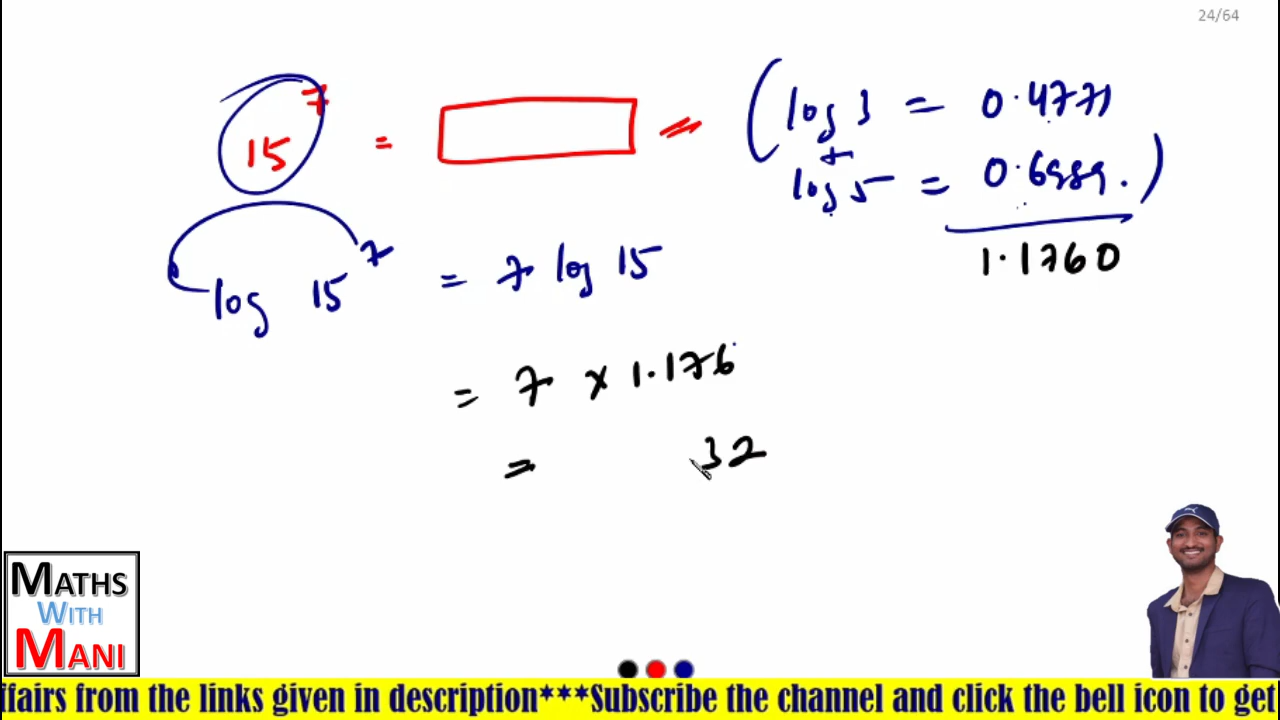 24/64
15^7 = ▭
(log 3 = 0.4771
+
log 5 = 0.6989.)
1.1760
log 15^7 = 7 log 15
= 7 x 1.176
= 32
MATHS
WITH
MANI
ffairs from the links given in description***Subscribe the channel and click the bell icon to get